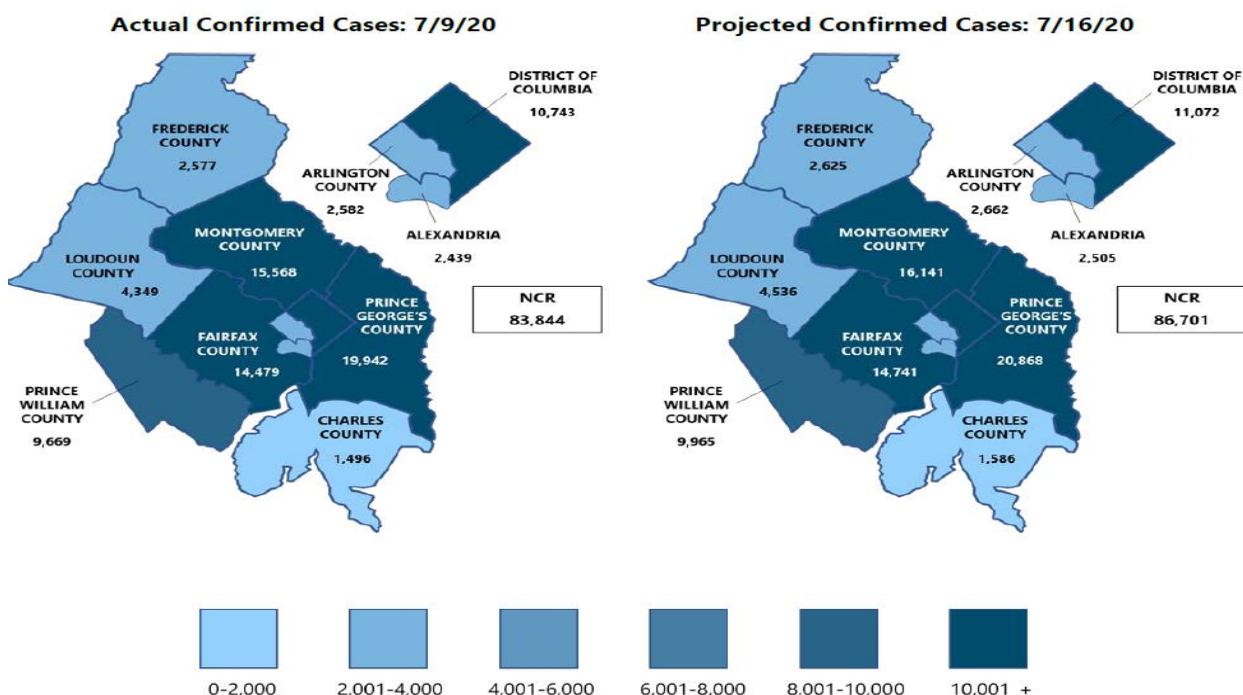 Actual Confirmed Cases: 7/9/20
DISTRICT OF
COLUMBIA
10,743
FREDERICK
COUNTY
2,577
ARLINGTON
COUNTY
2,582
ALEXANDRIA
2,439
MONTGOMERY
COUNTY
15,568
LOUDOUN
COUNTY
4,349
NCR
83,844
PRINCE
GEORGE'S
COUNTY
19,942
FAIRFAX
COUNTY
14,479
PRINCE
WILLIAM
COUNTY
9,669
CHARLES
COUNTY
1,496
Projected Confirmed Cases: 7/16/20
DISTRICT OF
COLUMBIA
11,072
FREDERICK
COUNTY
2,625
ARLINGTON
COUNTY
2,662
ALEXANDRIA
2,505
MONTGOMERY
COUNTY
16,141
LOUDOUN
COUNTY
4,536
NCR
86,701
PRINCE
GEORGE'S
COUNTY
20,868
FAIRFAX
COUNTY
14,741
PRINCE
WILLIAM
COUNTY
9,965
CHARLES
COUNTY
1,586
0-2,000 2,001-4,000 4,001-6,000 6,001-8,000 8,001-10,000 10,001 +